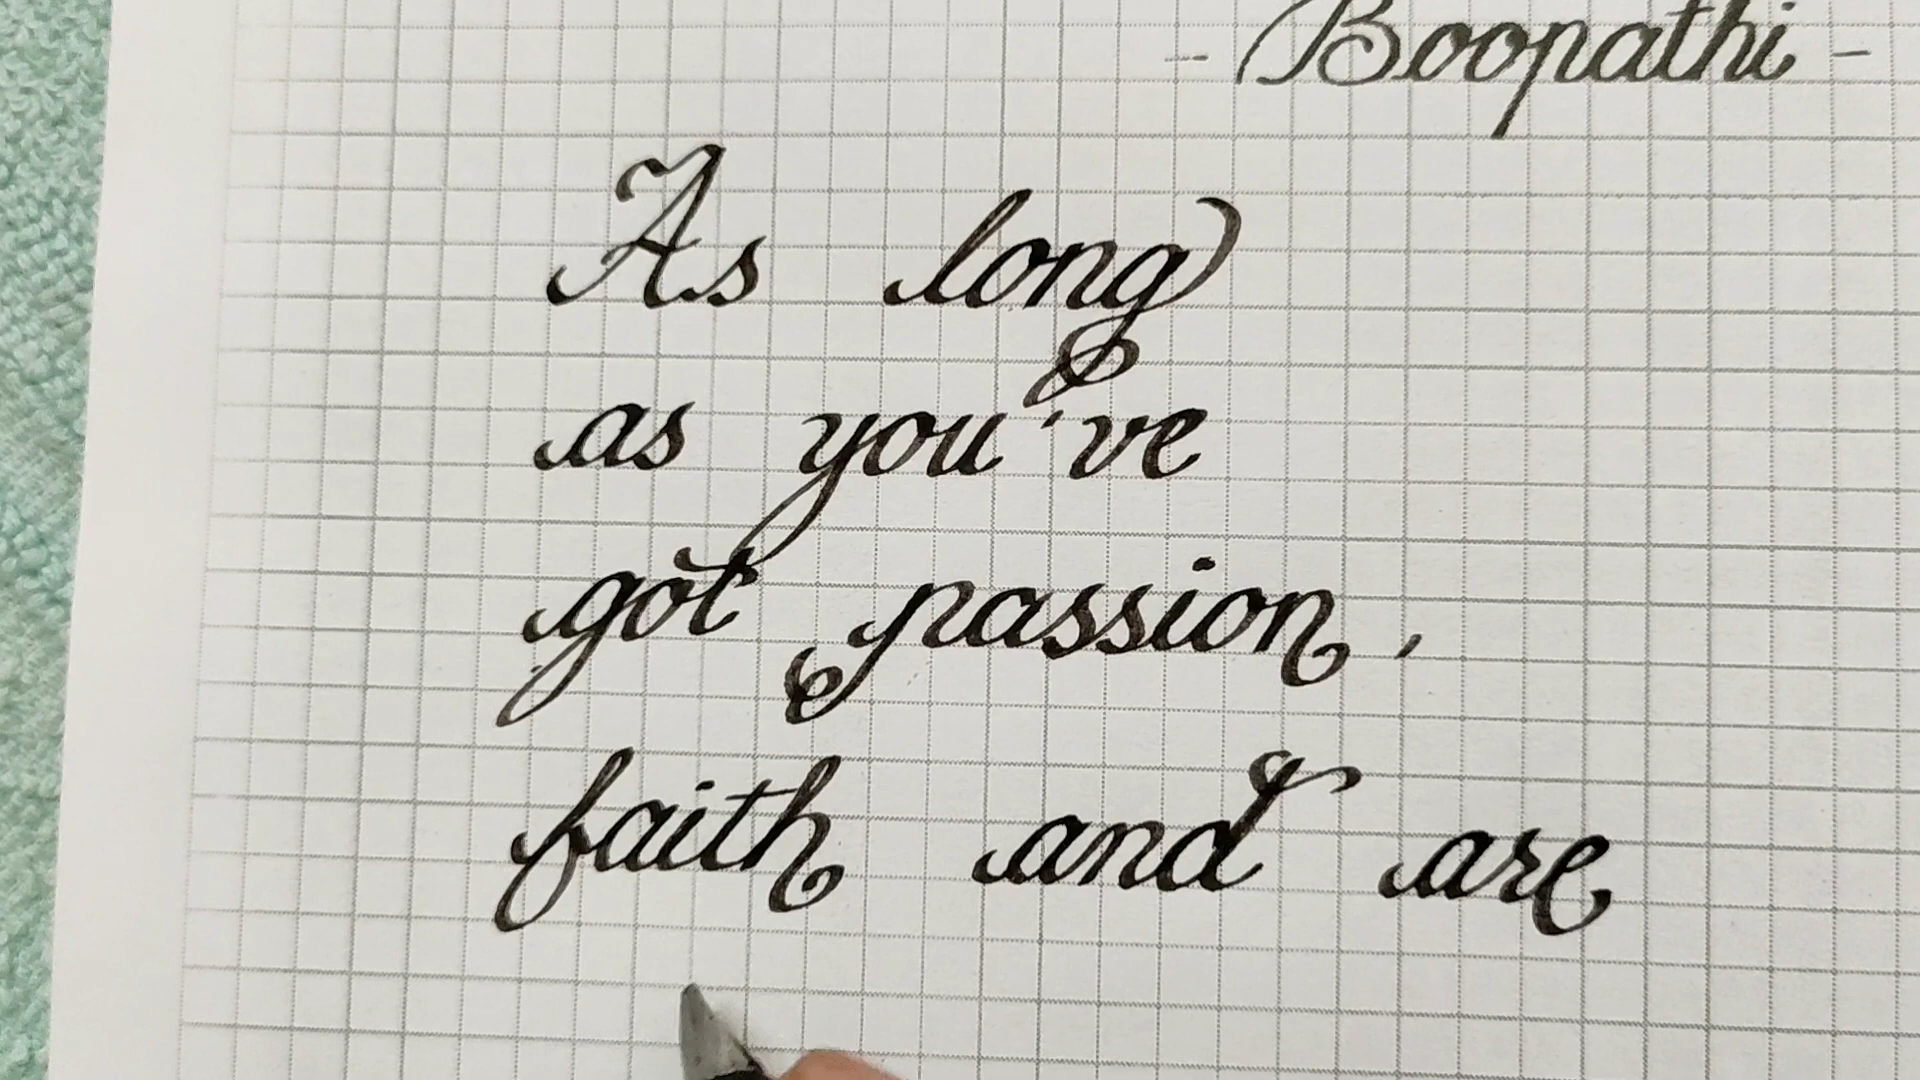 - Boopathi -
As long
as you've
got passion,
faith and are